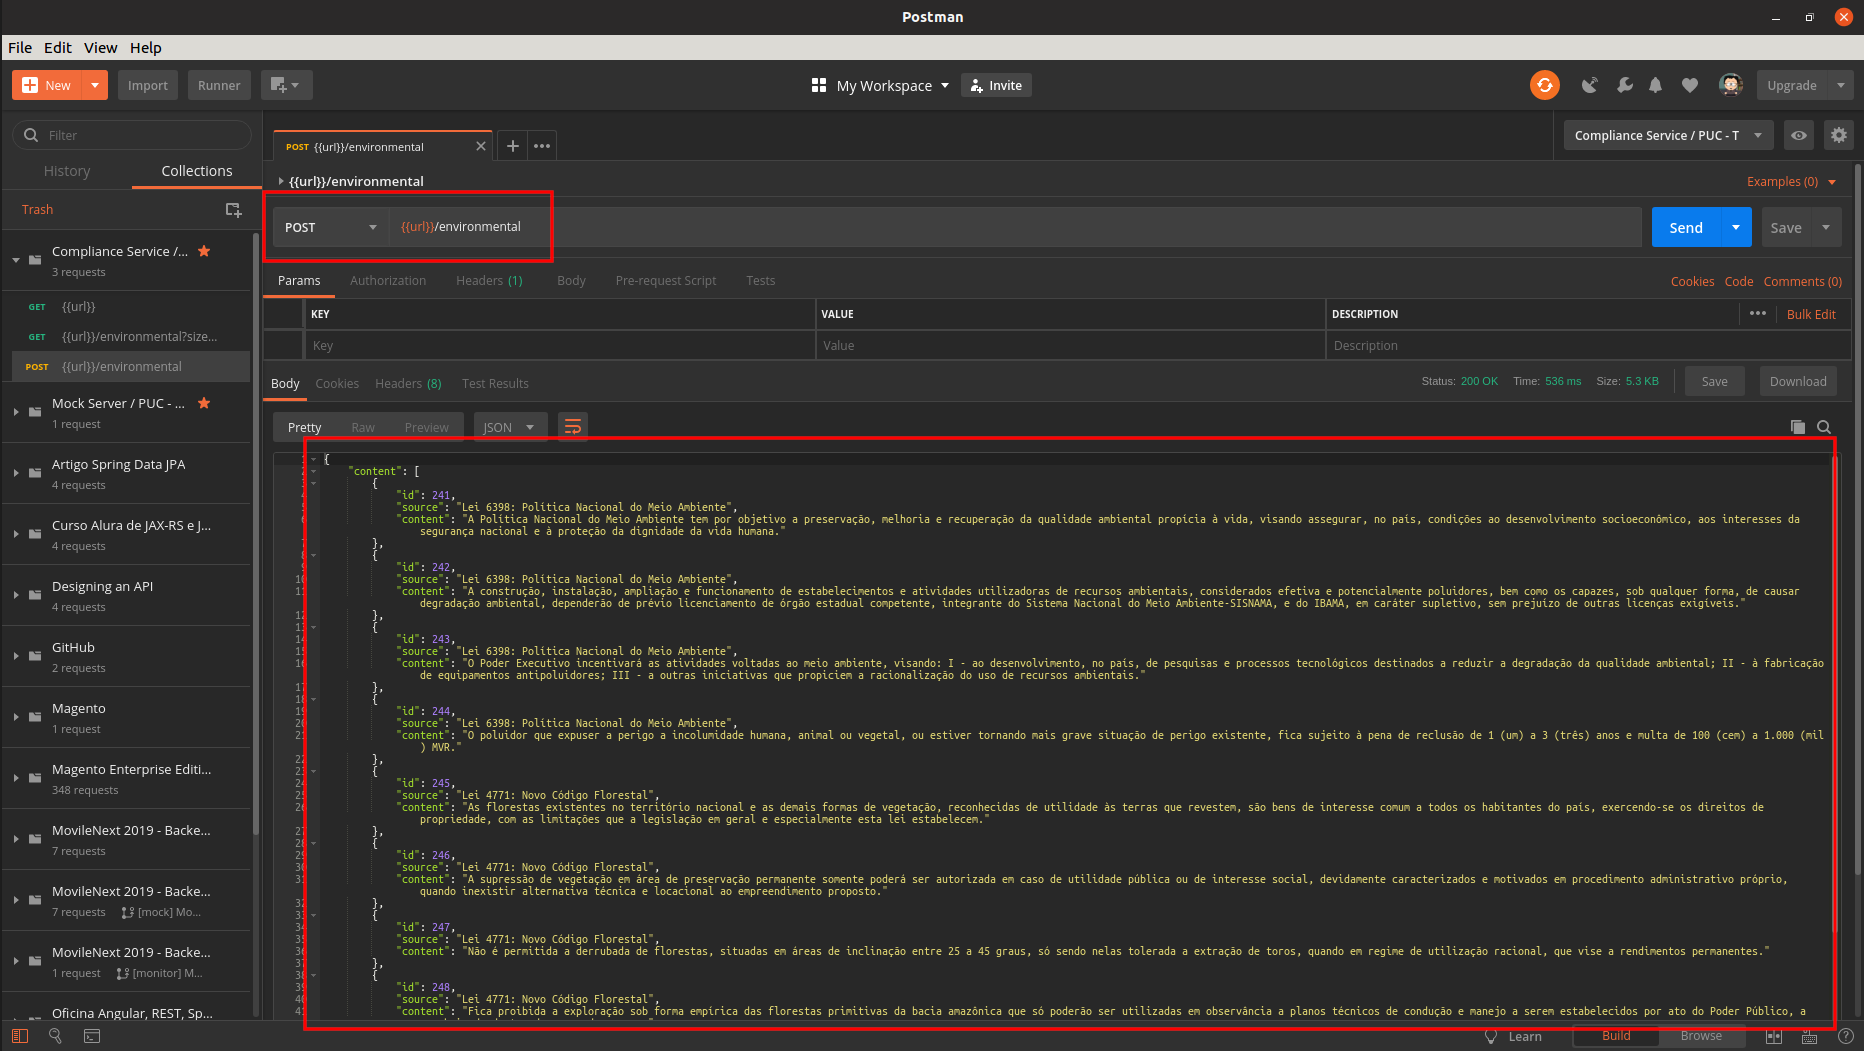 Postman
File Edit View Help
New Import Runner My Workspace Invite Upgrade
Filter
History Collections
Trash
Compliance Service /...
3 requests
GET {{url}}
GET {{url}}/environmental?size...
POST {{url}}/environmental
Mock Server / PUC - ...
1 request
Artigo Spring Data JPA
4 requests
Curso Alura de JAX-RS e J...
4 requests
Designing an API
4 requests
GitHub
2 requests
Magento
1 request
Magento Enterprise Editi...
348 requests
MovileNext 2019 - Backe...
7 requests
MovileNext 2019 - Backe...
7 requests [mock] Mo...
MovileNext 2019 - Backe...
1 request [monitor] M...
Oficina Angular, REST, Sp...
POST {{url}}/environmental
Compliance Service / PUC - T
{{url}}/environmental
Examples (0)
POST {{url}}/environmental Send Save
Params Authorization Headers (1) Body Pre-request Script Tests
Cookies Code Comments (0)
KEY VALUE DESCRIPTION Bulk Edit
Key Value Description
Body Cookies Headers (8) Test Results
Status: 200 OK Time: 536 ms Size: 5.3 KB Save Download
Pretty Raw Preview JSON
{
"content": [
{
"id": 241,
"source": "Lei 6398: Política Nacional do Meio Ambiente",
"content": "A Política Nacional do Meio Ambiente tem por objetivo a preservação, melhoria e recuperação da qualidade ambiental propícia à vida, visando assegurar, no país, condições ao desenvolvimento socioeconômico, aos interesses da
segurança nacional e à proteção da dignidade da vida humana."
},
{
"id": 242,
"source": "Lei 6398: Política Nacional do Meio Ambiente",
"content": "A construção, instalação, ampliação e funcionamento de estabelecimentos e atividades utilizadoras de recursos ambientais, considerados efetiva e potencialmente poluidores, bem como os capazes, sob qualquer forma, de causar
degradação ambiental, dependerão de prévio licenciamento de órgão estadual competente, integrante do Sistema Nacional do Meio Ambiente-SISNAMA, e do IBAMA, em caráter supletivo, sem prejuízo de outras licenças exigíveis."
},
{
"id": 243,
"source": "Lei 6398: Política Nacional do Meio Ambiente",
"content": "O Poder Executivo incentivará as atividades voltadas ao meio ambiente, visando: I - ao desenvolvimento, no país, de pesquisas e processos tecnológicos destinados a reduzir a degradação da qualidade ambiental; II - à fabricação
de equipamentos antipoluidores; III - a outras iniciativas que propiciem a racionalização do uso de recursos ambientais."
},
{
"id": 244,
"source": "Lei 6398: Política Nacional do Meio Ambiente",
"content": "O poluidor que expuser a perigo a incolumidade humana, animal ou vegetal, ou estiver tornando mais grave situação de perigo existente, fica sujeito à pena de reclusão de 1 (um) a 3 (três) anos e multa de 100 (cem) a 1.000 (mil
) MVR."
},
{
"id": 245,
"source": "Lei 4771: Novo Código Florestal",
"content": "As florestas existentes no território nacional e as demais formas de vegetação, reconhecidas de utilidade às terras que revestem, são bens de interesse comum a todos os habitantes do país, exercendo-se os direitos de
propriedade, com as limitações que a legislação em geral e especialmente esta lei estabelecem."
},
{
"id": 246,
"source": "Lei 4771: Novo Código Florestal",
"content": "A supressão de vegetação em área de preservação permanente somente poderá ser autorizada em caso de utilidade pública ou de interesse social, devidamente caracterizados e motivados em procedimento administrativo próprio,
quando inexistir alternativa técnica e locacional ao empreendimento proposto."
},
{
"id": 247,
"source": "Lei 4771: Novo Código Florestal",
"content": "Não é permitida a derrubada de florestas, situadas em áreas de inclinação entre 25 a 45 graus, só sendo nelas tolerada a extração de toros, quando em regime de utilização racional, que vise a rendimentos permanentes."
},
{
"id": 248,
"source": "Lei 4771: Novo Código Florestal",
"content": "Fica proibida a exploração sob forma empírica das florestas primitivas da bacia amazônica que só poderão ser utilizadas em observância a planos técnicos de condução e manejo a serem estabelecidos por ato do Poder Público, a
Learn Build Browse